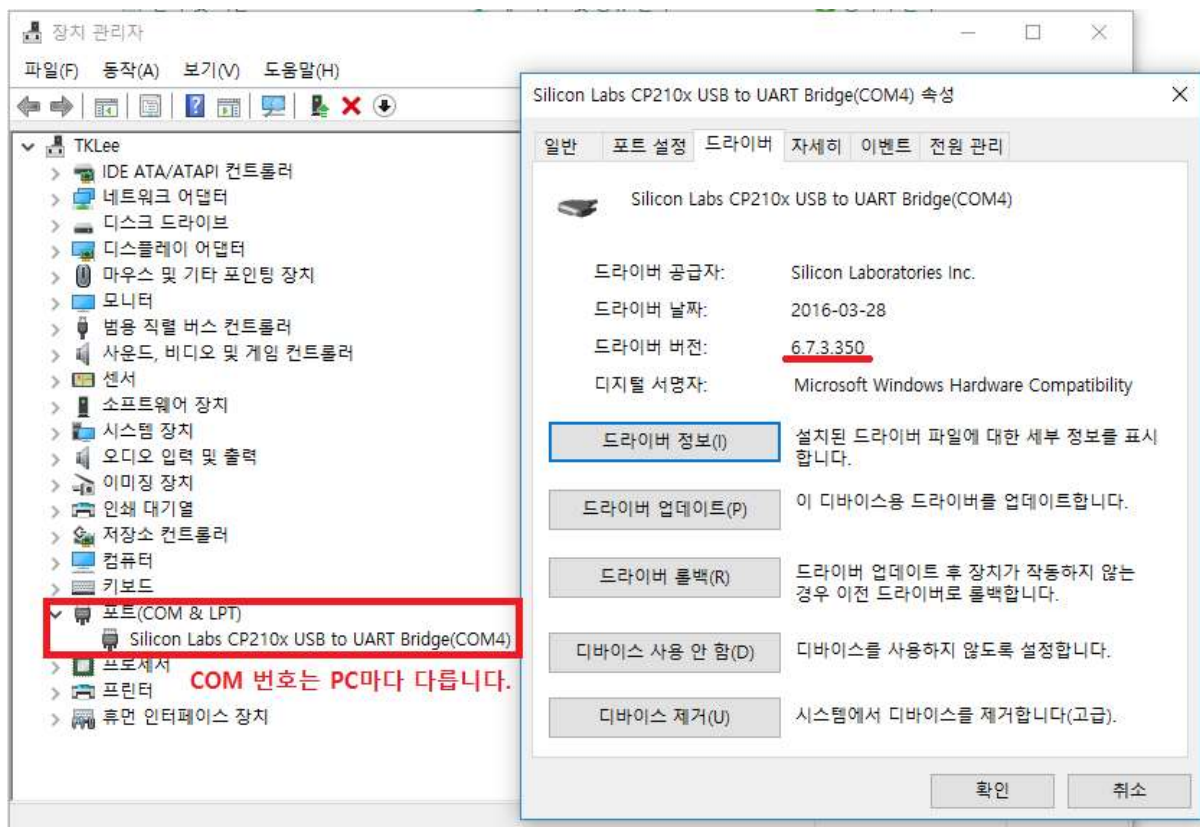 장치 관리자
파일(F) 동작(A) 보기(V) 도움말(H)
TKLee
IDE ATA/ATAPI 컨트롤러
네트워크 어댑터
디스크 드라이브
디스플레이 어댑터
마우스 및 기타 포인팅 장치
모니터
범용 직렬 버스 컨트롤러
사운드, 비디오 및 게임 컨트롤러
센서
소프트웨어 장치
시스템 장치
오디오 입력 및 출력
이미징 장치
인쇄 대기열
저장소 컨트롤러
컴퓨터
키보드
포트(COM & LPT)
Silicon Labs CP210x USB to UART Bridge(COM4)
프로세서
COM 번호는 PC마다 다릅니다.
프린터
휴먼 인터페이스 장치
Silicon Labs CP210x USB to UART Bridge(COM4) 속성
일반 포트 설정 드라이버 자세히 이벤트 전원 관리
Silicon Labs CP210x USB to UART Bridge(COM4)
드라이버 공급자: Silicon Laboratories Inc.
드라이버 날짜: 2016-03-28
드라이버 버전: 6.7.3.350
디지털 서명자: Microsoft Windows Hardware Compatibility
드라이버 정보(I) 설치된 드라이버 파일에 대한 세부 정보를 표시
합니다.
드라이버 업데이트(P) 이 디바이스용 드라이버를 업데이트합니다.
드라이버 롤백(R) 드라이버 업데이트 후 장치가 작동하지 않는
경우 이전 드라이버로 롤백합니다.
디바이스 사용 안 함(D) 디바이스를 사용하지 않도록 설정합니다.
디바이스 제거(U) 시스템에서 디바이스를 제거합니다(고급).
확인 취소